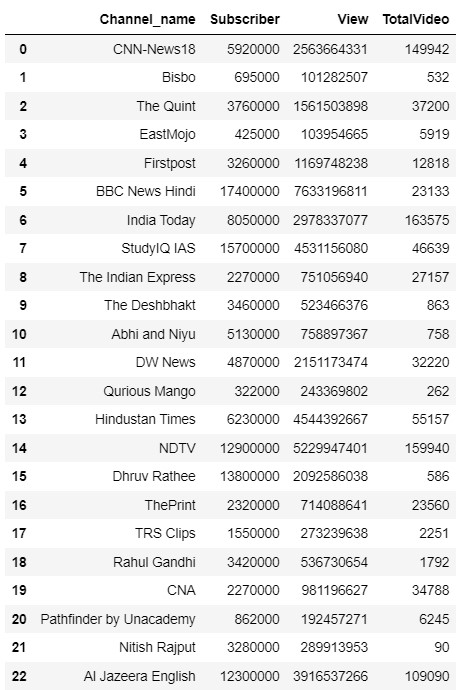 Channel_name Subscriber View TotalVideo
0 CNN-News18 5920000 2563664331 149942
1 Bisbo 695000 101282507 532
2 The Quint 3760000 1561503898 37200
3 EastMojo 425000 103954665 5919
4 Firstpost 3260000 1169748238 12818
5 BBC News Hindi 17400000 7633196811 23133
6 India Today 8050000 2978337077 163575
7 StudyIQ IAS 15700000 4531156080 46639
8 The Indian Express 2270000 751056940 27157
9 The Deshbhakt 3460000 523466376 863
10 Abhi and Niyu 5130000 758897367 758
11 DW News 4870000 2151173474 32220
12 Qurious Mango 322000 243369802 262
13 Hindustan Times 6230000 4544392667 55157
14 NDTV 12900000 5229947401 159940
15 Dhruv Rathee 13800000 2092586038 586
16 ThePrint 2320000 714088641 23560
17 TRS Clips 1550000 273239638 2251
18 Rahul Gandhi 3420000 536730654 1792
19 CNA 2270000 981196627 34788
20 Pathfinder by Unacademy 862000 192457271 6245
21 Nitish Rajput 3280000 289913953 90
22 Al Jazeera English 12300000 3916537266 109090